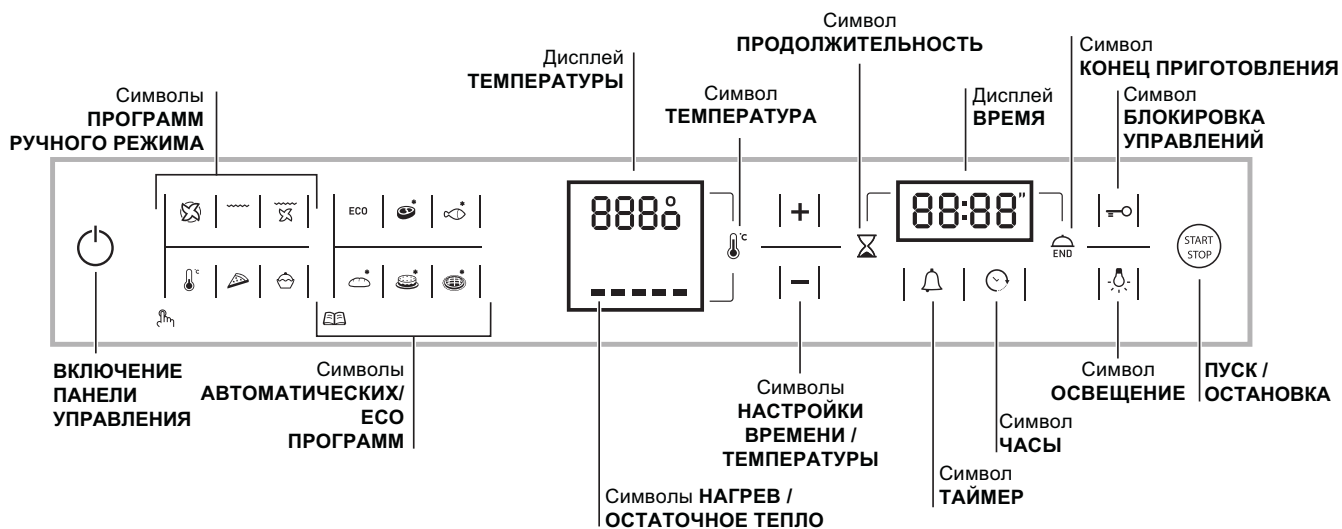 Символ
ПРОДОЛЖИТЕЛЬНОСТЬ
Дисплей
ТЕМПЕРАТУРЫ
Символ
КОНЕЦ ПРИГОТОВЛЕНИЯ
Символы
ПРОГРАММ
РУЧНОГО РЕЖИМА
Символ
ТЕМПЕРАТУРА
Дисплей
ВРЕМЯ
Символ
БЛОКИРОВКА
УПРАВЛЕНИЙ
ECO
888°
°C
+
88:88"
END
START
STOP
°C
−
ВКЛЮЧЕНИЕ
ПАНЕЛИ
УПРАВЛЕНИЯ
Символы
АВТОМАТИЧЕСКИХ/
ECO
ПРОГРАММ
Символы НАГРЕВ /
ОСТАТОЧНОЕ ТЕПЛО
Символы
НАСТРОЙКИ
ВРЕМЕНИ /
ТЕМПЕРАТУРЫ
Символ
ТАЙМЕР
Символ
ЧАСЫ
Символ
ОСВЕЩЕНИЕ
ПУСК /
ОСТАНОВКА